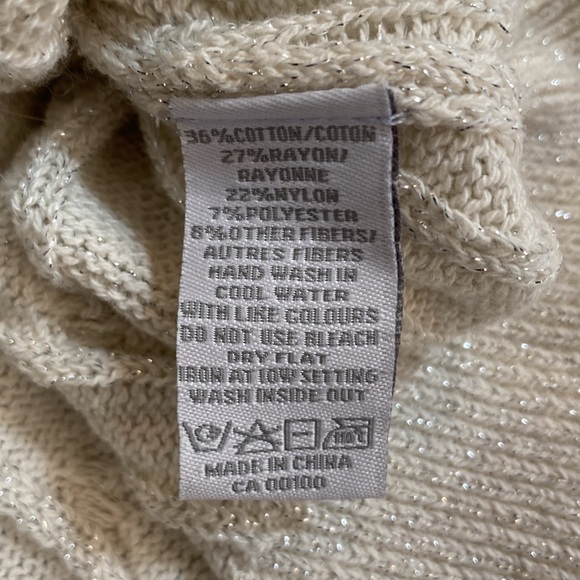 36%COTTON/COTON
27%RAYON/
RAYONNE
22%NYLON
7%POLYESTER
8%OTHER FIBERS/
AUTRES FIBERS
HAND WASH IN
COOL WATER
WITH LIKE COLOURS
DO NOT USE BLEACH
DRY FLAT
IRON AT LOW SETTING
WASH INSIDE OUT
110C
MADE IN CHINA
CA 00100